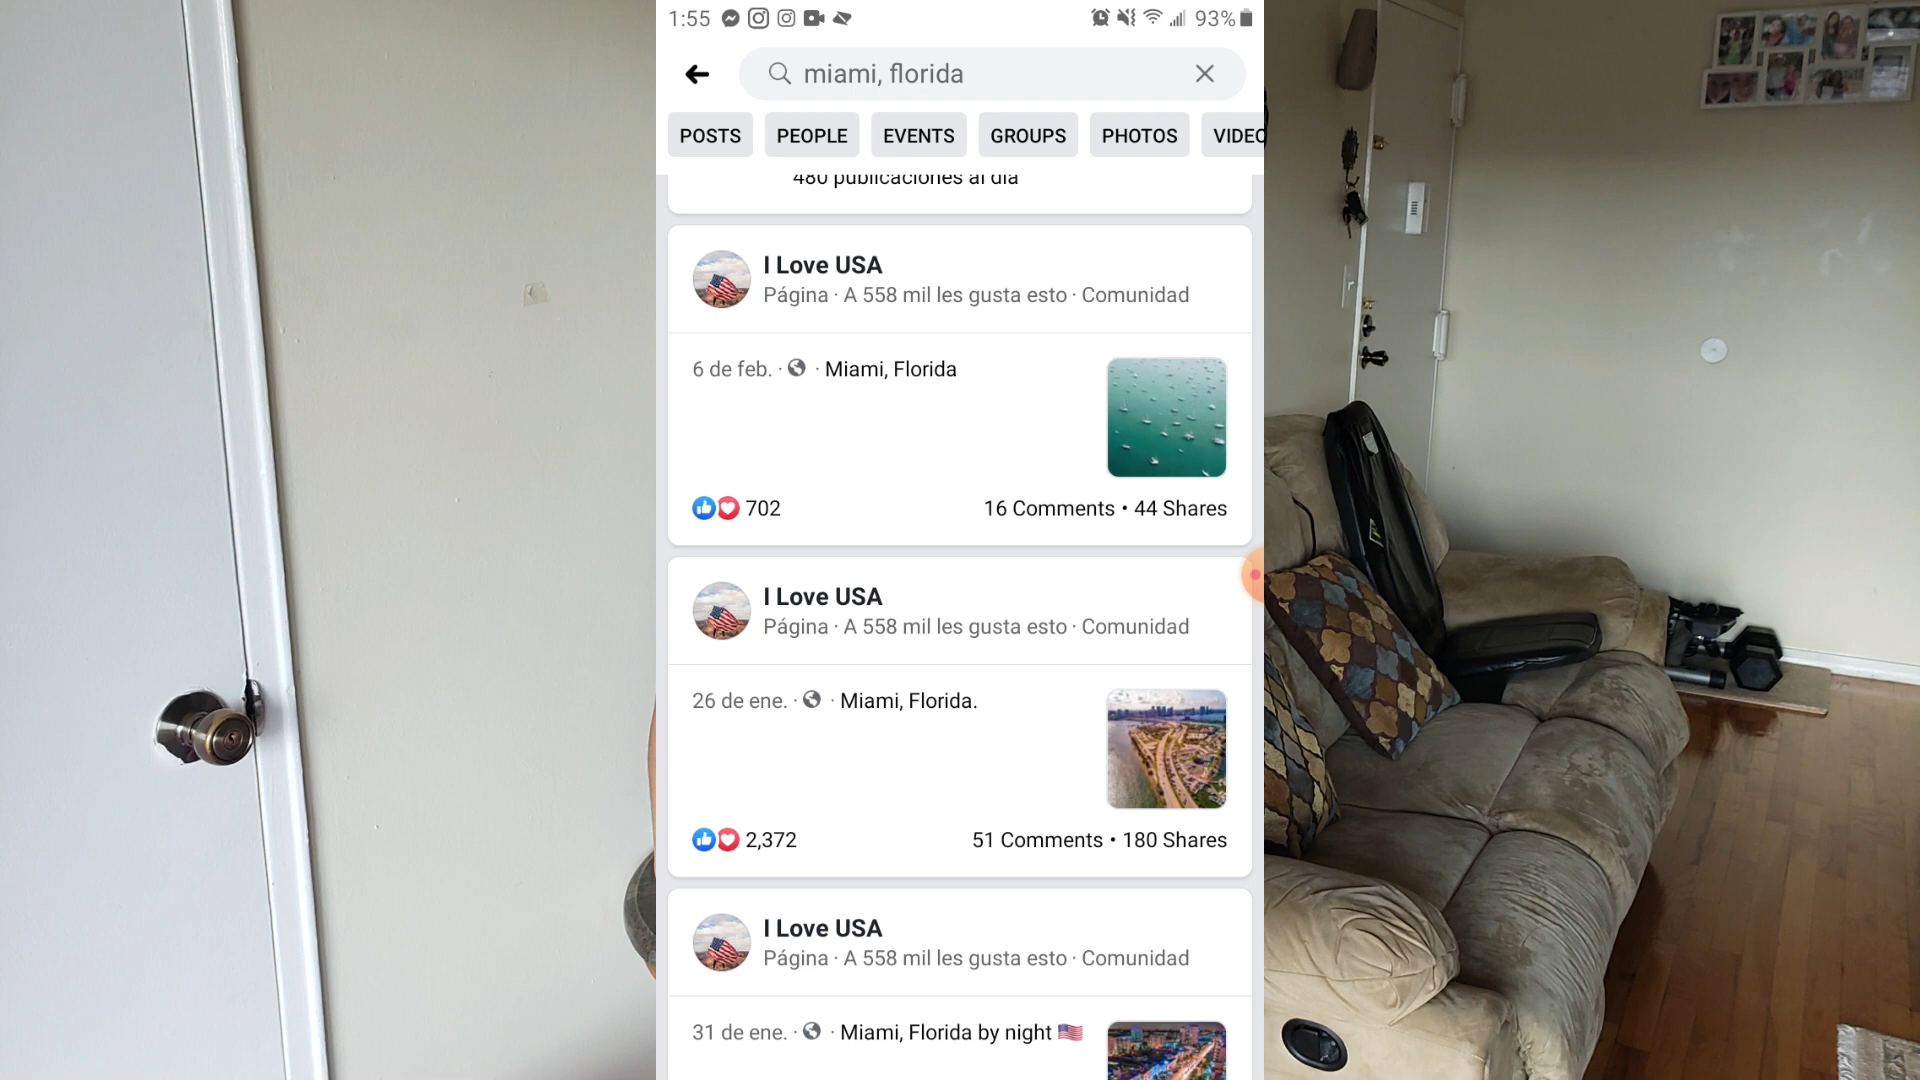 1:55 93%
miami, florida
POSTS PEOPLE EVENTS GROUPS PHOTOS VIDEO
480 publicaciones al día
I Love USA
Página · A 558 mil les gusta esto · Comunidad
6 de feb. · · Miami, Florida
702 16 Comments • 44 Shares
I Love USA
Página · A 558 mil les gusta esto · Comunidad
26 de ene. · · Miami, Florida.
2,372 51 Comments • 180 Shares
I Love USA
Página · A 558 mil les gusta esto · Comunidad
31 de ene. · · Miami, Florida by night 🇺🇸